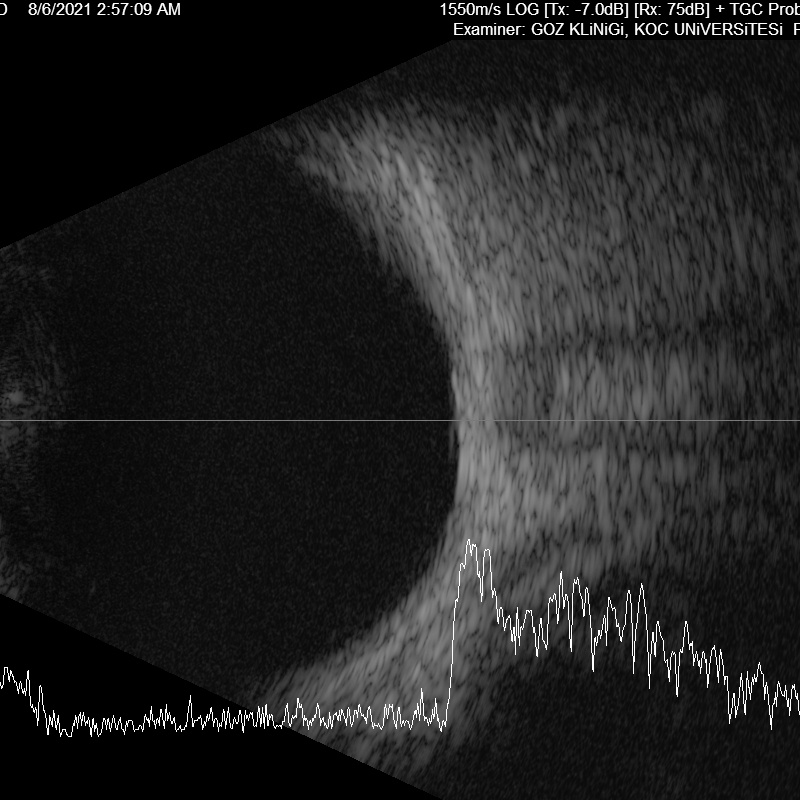 8/6/2021 2:57:09 AM 1550m/s LOG [Tx: -7.0dB] [Rx: 75dB] + TGC
Examiner: GOZ KLiNiGi, KOC UNiVERSiTESi